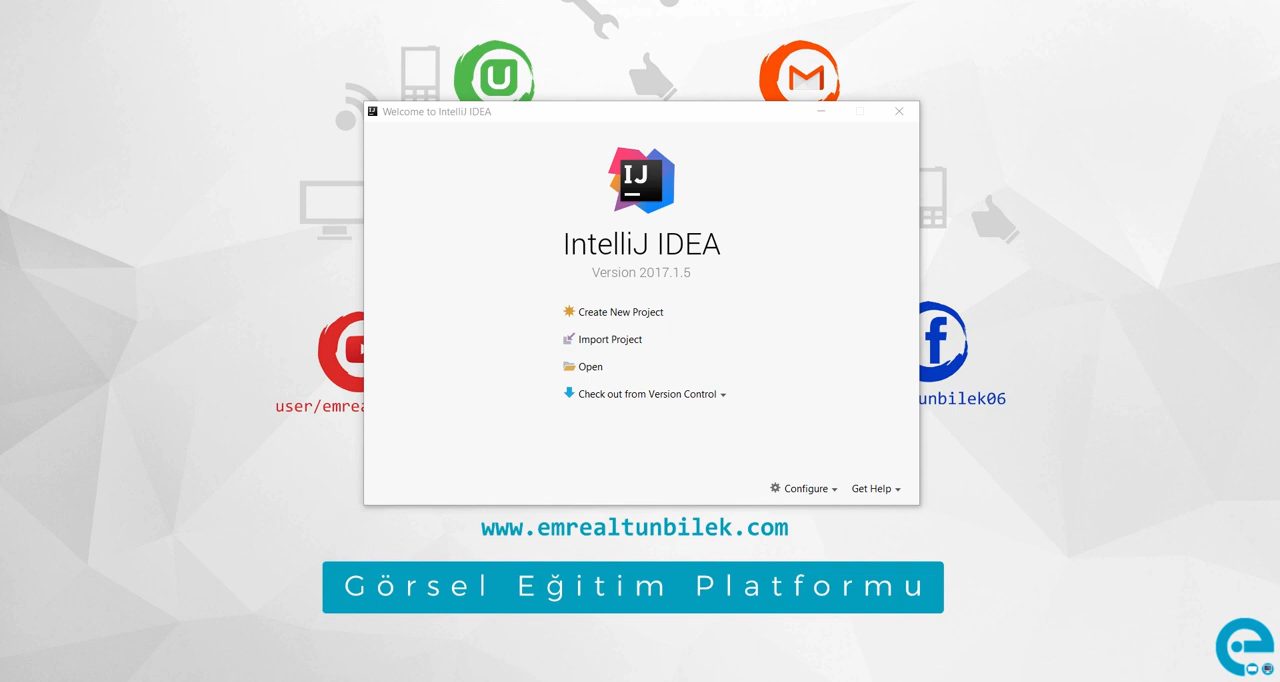 Welcome to IntelliJ IDEA
IJ
IntelliJ IDEA
Version 2017.1.5
Create New Project
Import Project
Open
Check out from Version Control
Configure
Get Help
user/emrea
unbilek06
www.emrealtunbilek.com
Görsel Eğitim Platformu